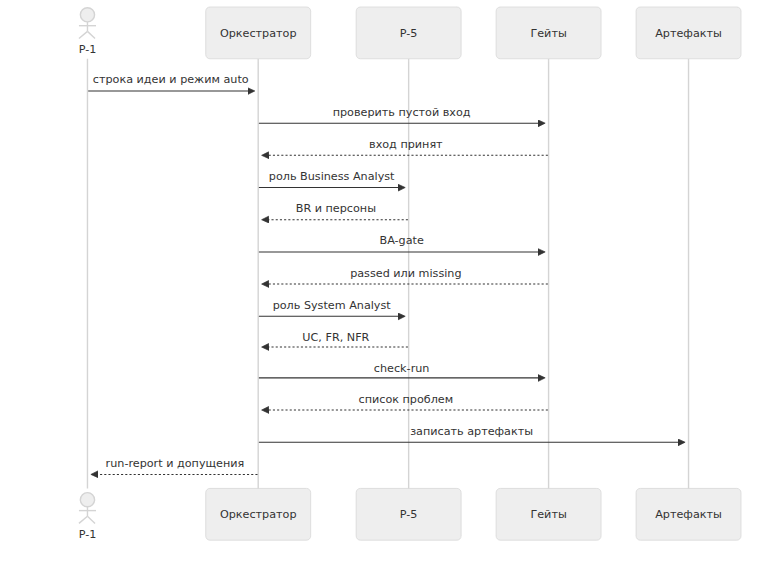 P-1
Оркестратор
P-5
Гейты
Артефакты
строка идеи и режим auto
проверить пустой вход
вход принят
роль Business Analyst
BR и персоны
BA-gate
passed или missing
роль System Analyst
UC, FR, NFR
check-run
список проблем
записать артефакты
run-report и допущения
P-1
Оркестратор
P-5
Гейты
Артефакты